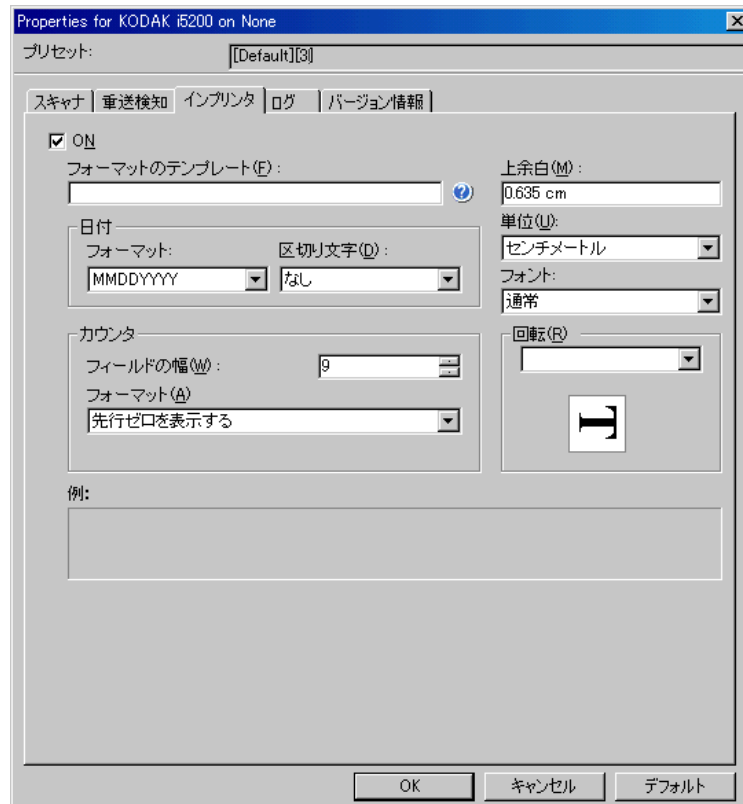 Properties for KODAK i5200 on None
プリセット: [Default][3]
スキャナ 重送検知 インプリンタ ログ バージョン情報
ON
フォーマットのテンプレート(F): 上余白(M):
0.635 cm
日付 単位(U):
フォーマット: 区切り文字(D): センチメートル
MMDDYYYY なし フォント:
通常
カウンタ 回転(R)
フィールドの幅(W): 9
フォーマット(A)
先行ゼロを表示する T
例:
OK キャンセル デフォルト